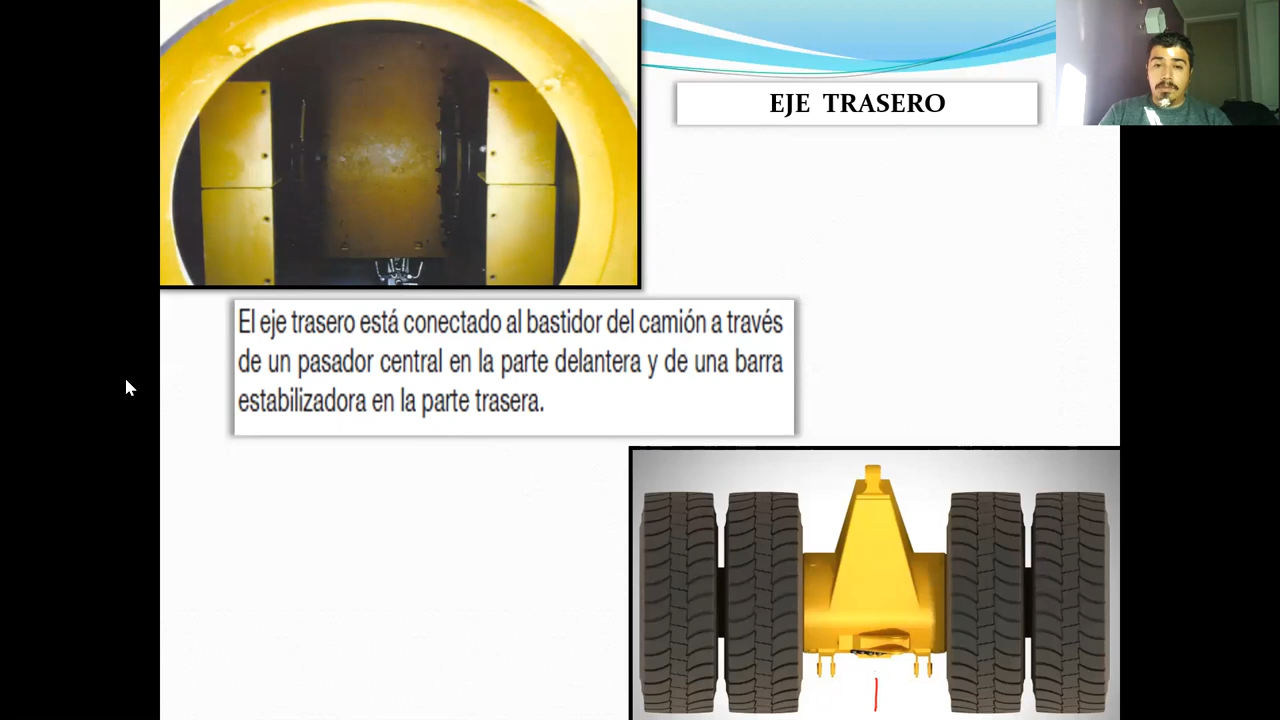 EJE TRASERO
El eje trasero está conectado al bastidor del camión a través
de un pasador central en la parte delantera y de una barra
estabilizadora en la parte trasera.